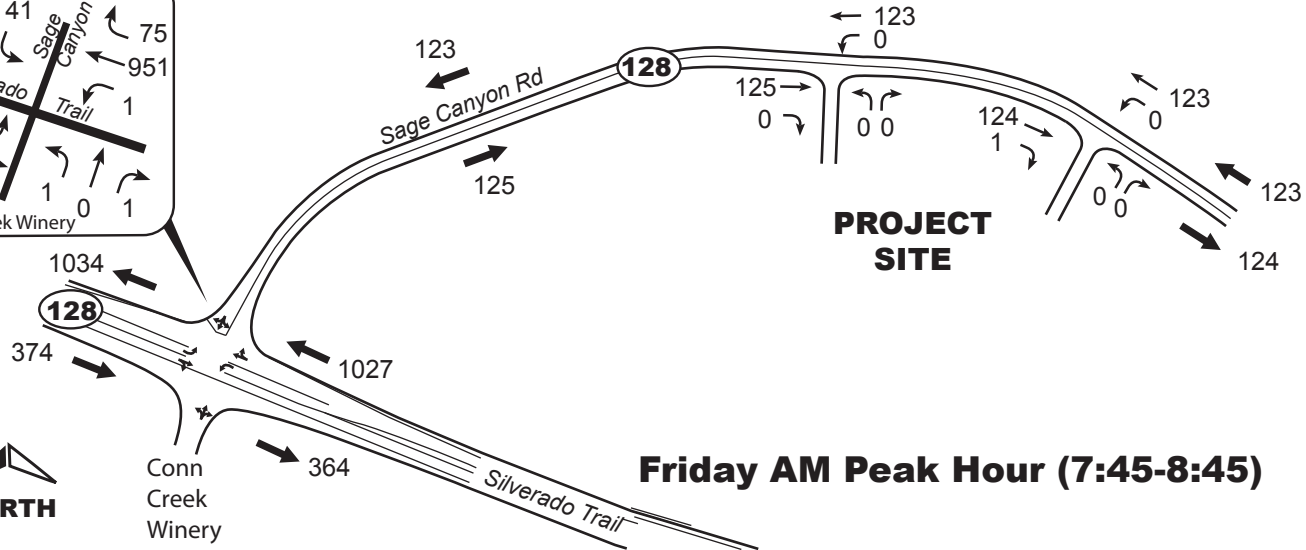 41
Sage
Canyon
75
951
ado
Trail
1
1
0
1
ek Winery
123
Sage Canyon Rd
125
128
123
0
125
0
0 0
124
1
123
0
0
0
123
124
PROJECT
SITE
1034
128
374
1027
364
Conn
Creek
Winery
Silverado Trail
RTH
Friday AM Peak Hour (7:45-8:45)